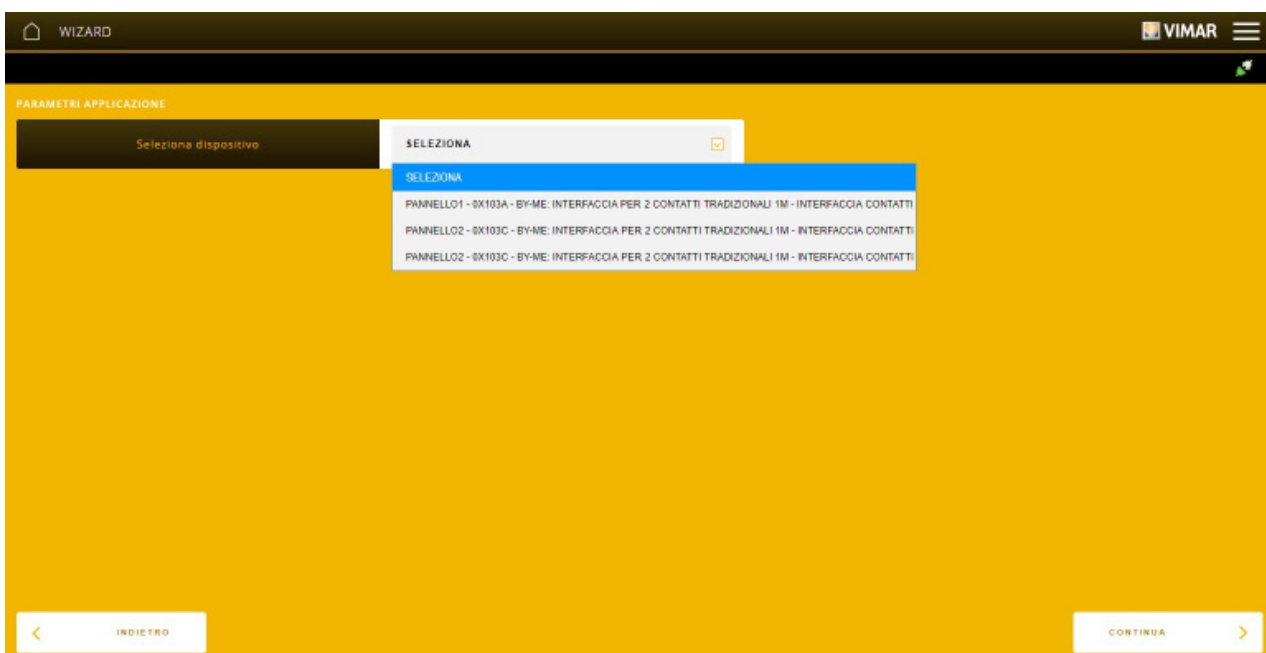 WIZARD
VIMAR
PARAMETRI APPLICAZIONE
Seleziona dispositivo
SELEZIONA
SELEZIONA
PANNELLO1 - 0X103A - BY-ME: INTERFACCIA PER 2 CONTATTI TRADIZIONALI 1M - INTERFACCIA CONTATTI
PANNELLO2 - 0X103C - BY-ME: INTERFACCIA PER 2 CONTATTI TRADIZIONALI 1M - INTERFACCIA CONTATTI
PANNELLO2 - 0X103C - BY-ME: INTERFACCIA PER 2 CONTATTI TRADIZIONALI 1M - INTERFACCIA CONTATTI
INDIETRO
CONTINUA